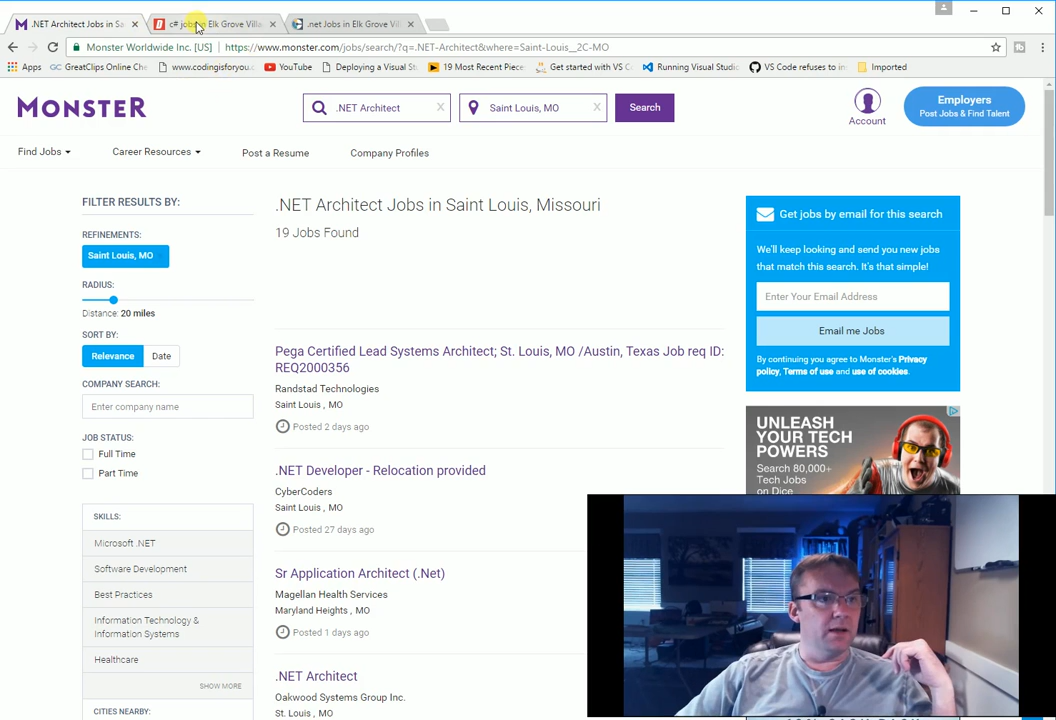 .NET Architect Jobs in Sa
c# jobs in Elk Grove Villa
.net Jobs in Elk Grove Vil
Monster Worldwide Inc. [US]
https://www.monster.com/jobs/search/?q=.NET-Architect&where=Saint-Louis__2C-MO
Apps
GreatClips Online Che
www.codingisforyou.c
YouTube
Deploying a Visual St
19 Most Recent Piece
Get started with VS C
Running Visual Studi
VS Code refuses to in
Imported
MONSTER
.NET Architect
Saint Louis, MO
Search
Account
Employers
Post Jobs & Find Talent
Find Jobs
Career Resources
Post a Resume
Company Profiles
FILTER RESULTS BY:
REFINEMENTS:
Saint Louis, MO
RADIUS:
Distance: 20 miles
SORT BY:
Relevance
Date
COMPANY SEARCH:
Enter company name
JOB STATUS:
Full Time
Part Time
SKILLS:
Microsoft .NET
Software Development
Best Practices
Information Technology &
Information Systems
Healthcare
SHOW MORE
CITIES NEARBY:
.NET Architect Jobs in Saint Louis, Missouri
19 Jobs Found
Pega Certified Lead Systems Architect; St. Louis, MO /Austin, Texas Job req ID:
REQ2000356
Randstad Technologies
Saint Louis , MO
Posted 2 days ago
.NET Developer - Relocation provided
CyberCoders
Saint Louis , MO
Posted 27 days ago
Sr Application Architect (.Net)
Magellan Health Services
Maryland Heights , MO
Posted 1 days ago
.NET Architect
Oakwood Systems Group Inc.
St. Louis , MO
Get jobs by email for this search
We'll keep looking and send you new jobs
that match this search. It's that simple!
Enter Your Email Address
Email me Jobs
By continuing you agree to Monster's Privacy
policy, Terms of use and use of cookies.
UNLEASH
YOUR TECH
POWERS
Search 80,000+
Tech Jobs
on Dice